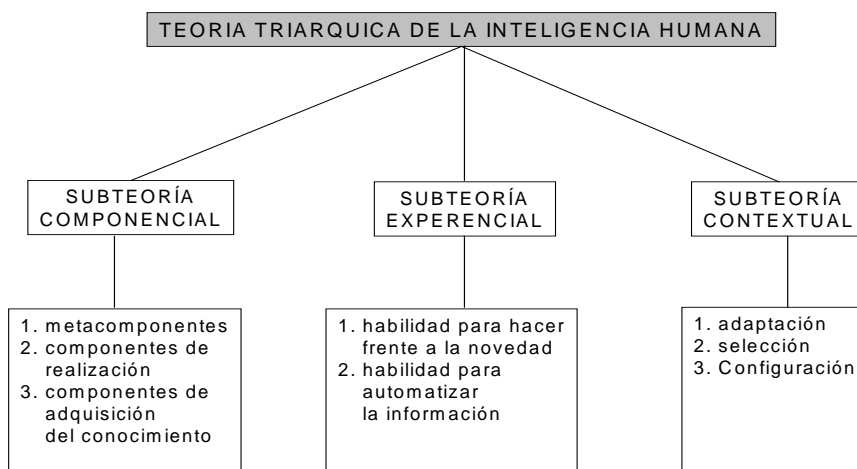 TEORIA TRIARQUICA DE LA INTELIGENCIA HUMANA
SUBTEORÍA
COMPONENCIAL
SUBTEORÍA
EXPERENCIAL
SUBTEORÍA
CONTEXTUAL
1. metacomponentes
2. componentes de
realización
3. componentes de
adquisición
del conocimiento
1. habilidad para hacer
frente a la novedad
2. habilidad para
automatizar
la información
1. adaptación
2. selección
3. Configuración